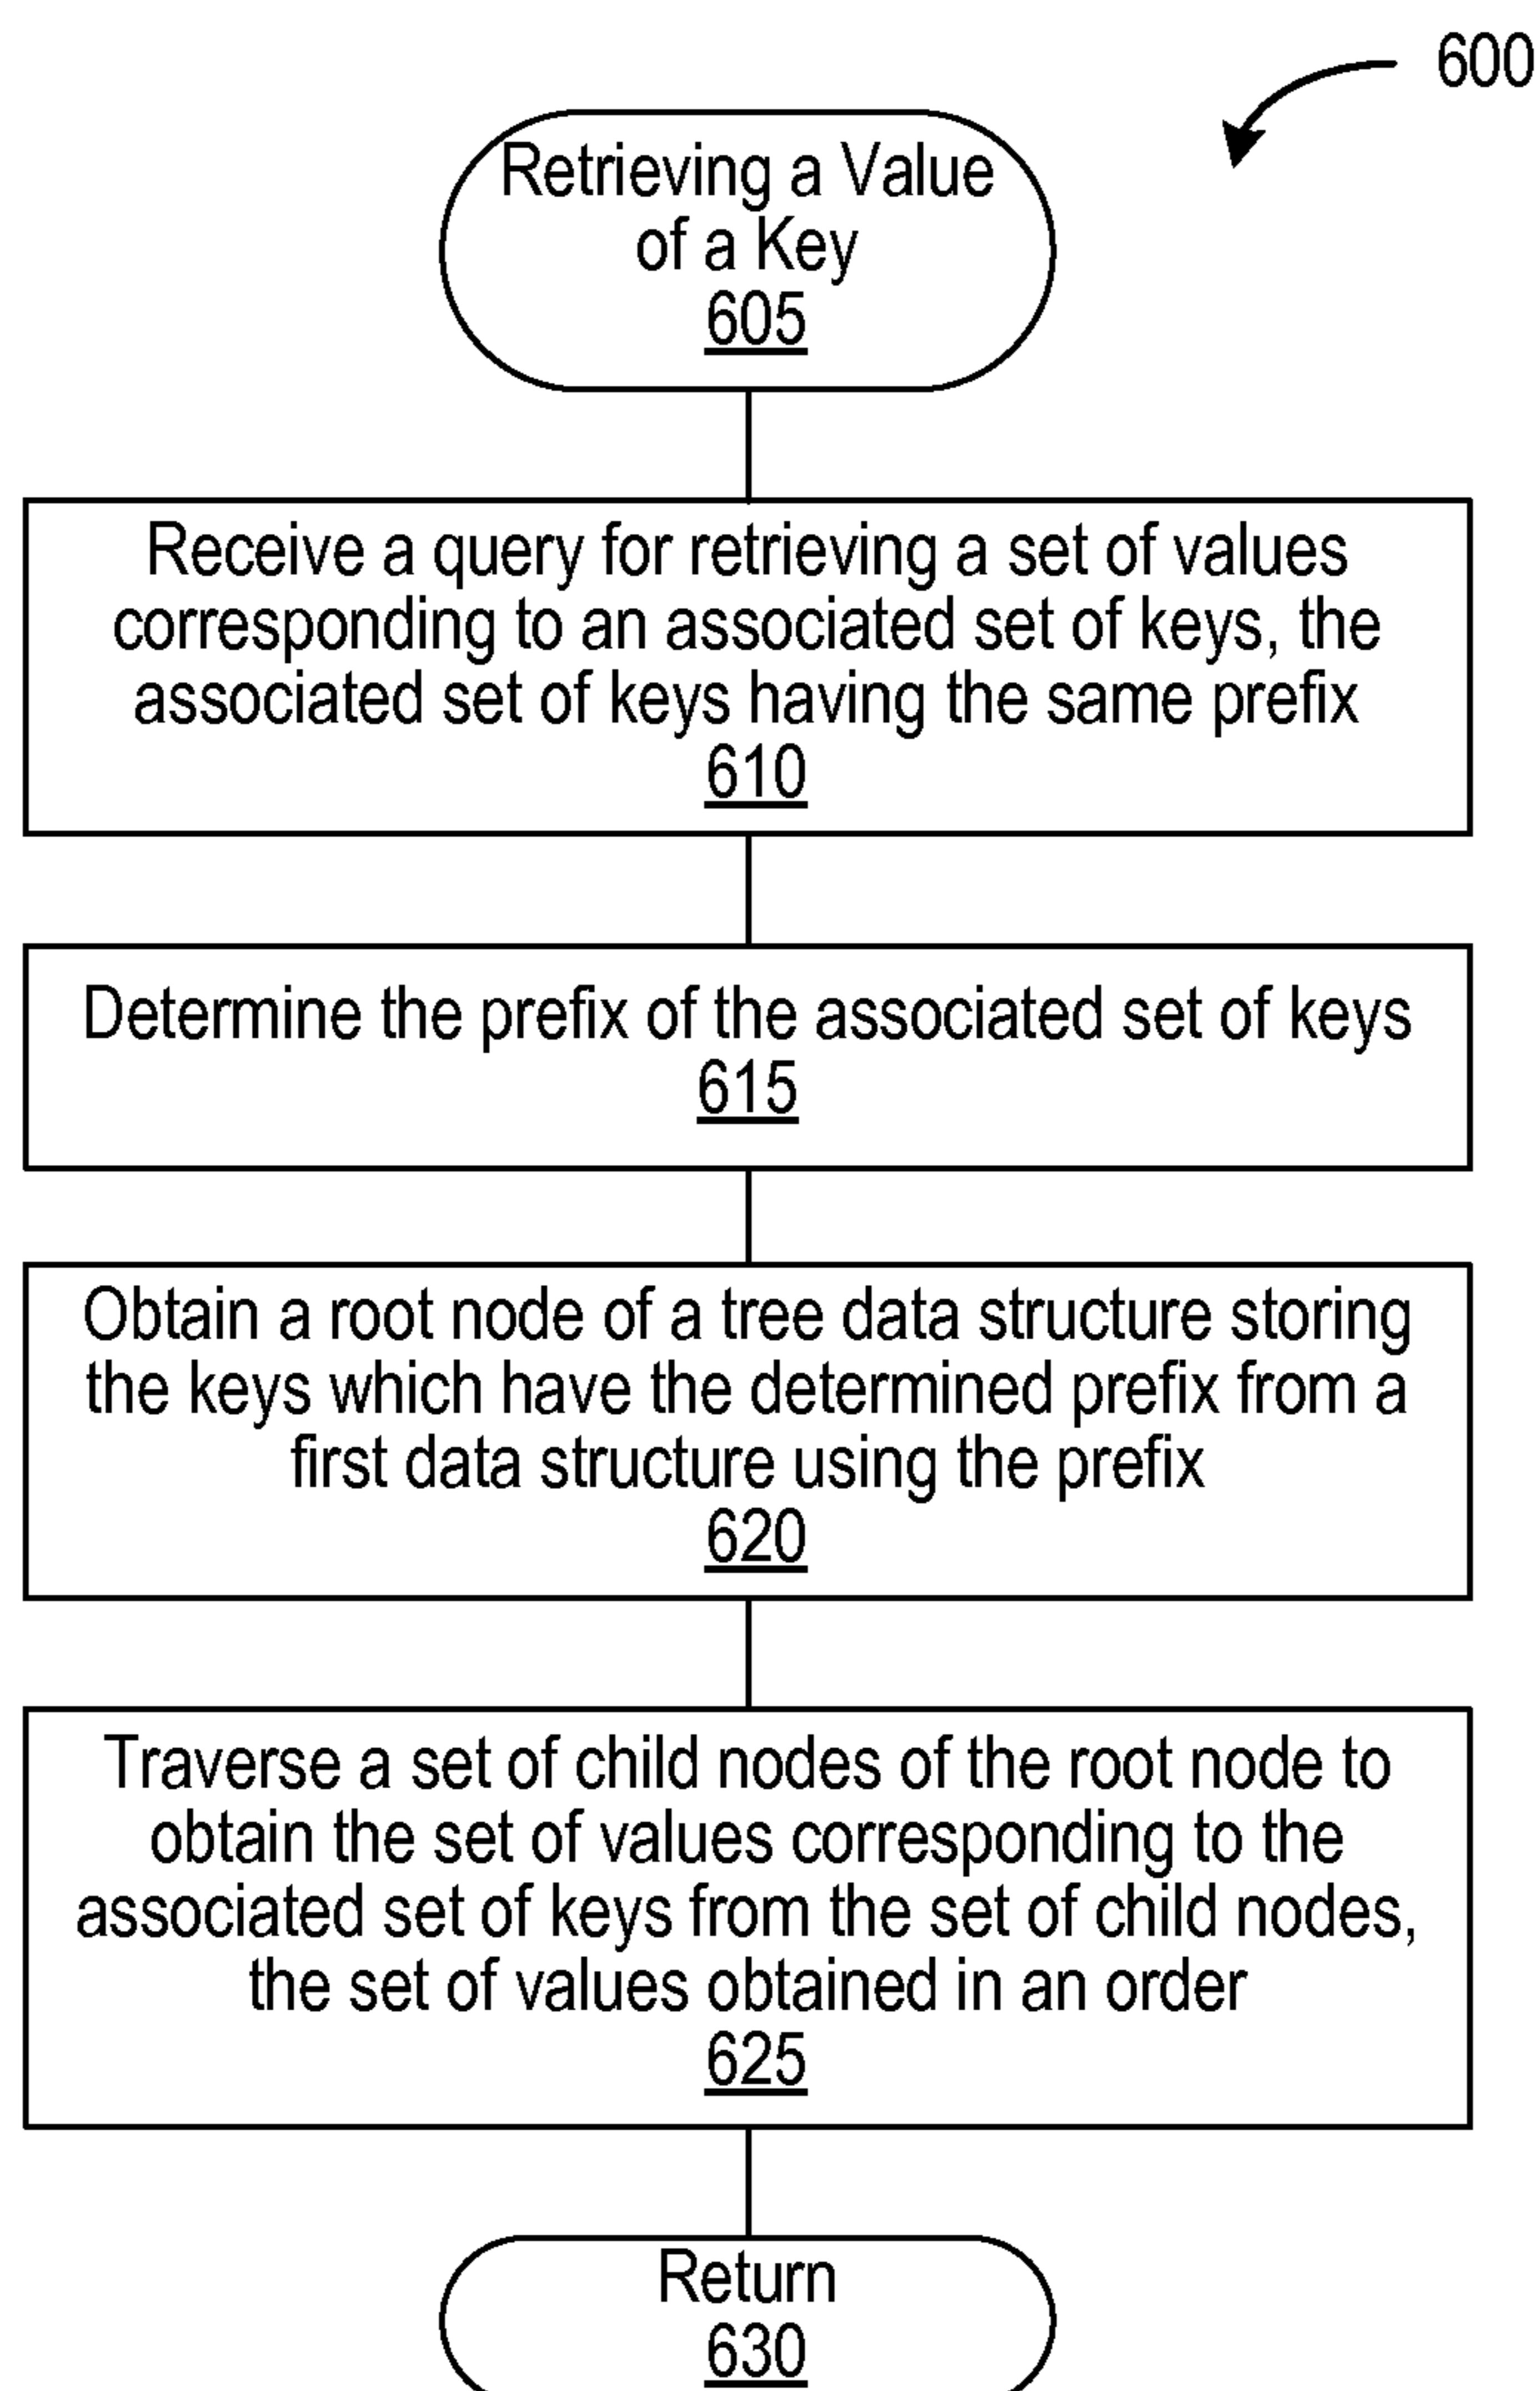 600
Retrieving a Value
of a Key
605
Receive a query for retrieving a set of values
corresponding to an associated set of keys, the
associated set of keys having the same prefix
610
Determine the prefix of the associated set of keys
615
Obtain a root node of a tree data structure storing
the keys which have the determined prefix from a
first data structure using the prefix
620
Traverse a set of child nodes of the root node to
obtain the set of values corresponding to the
associated set of keys from the set of child nodes,
the set of values obtained in an order
625
Return
630